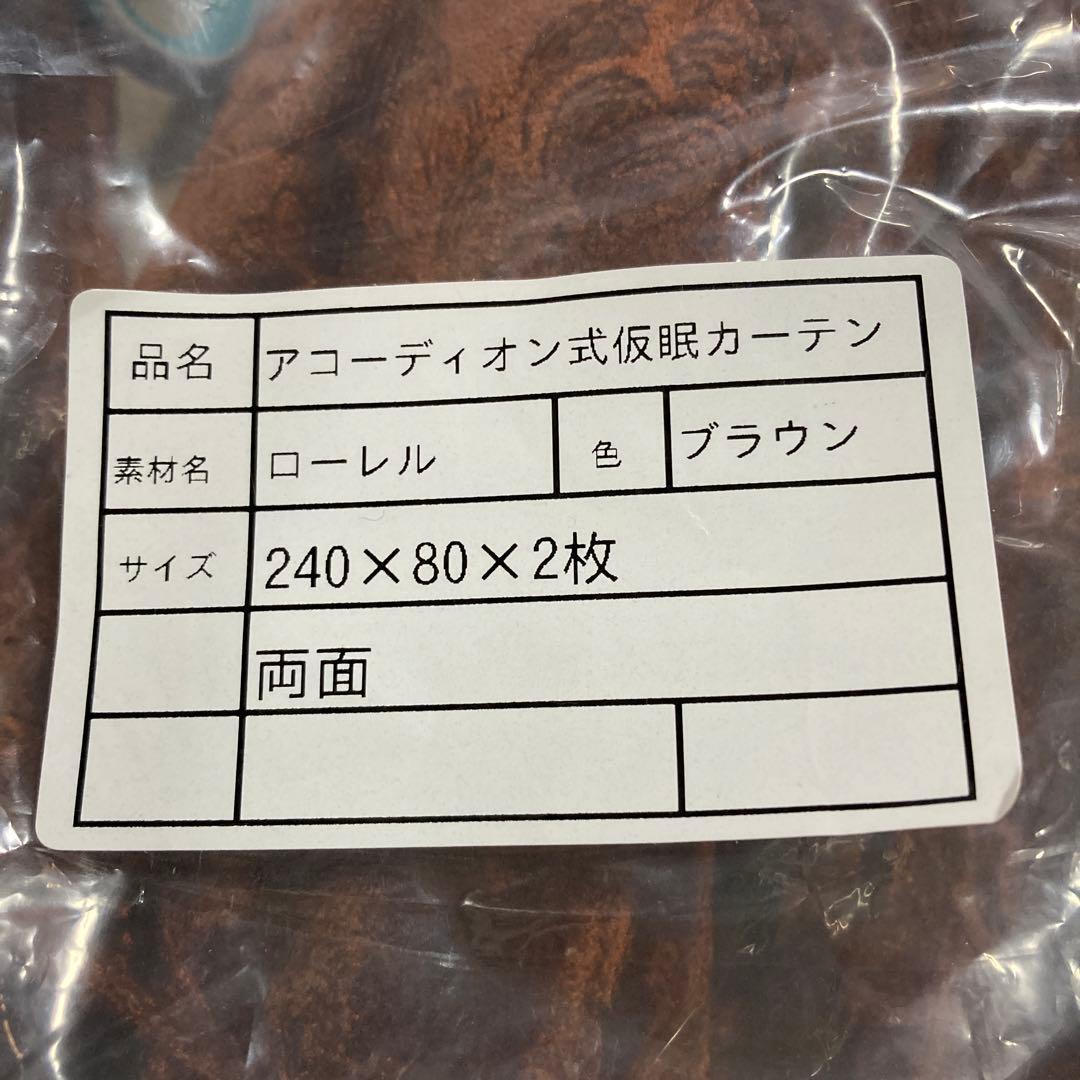 品名 アコーディオン式仮眠カーテン
素材名 ローレル 色 ブラウン
サイズ 240×80×2枚
両面